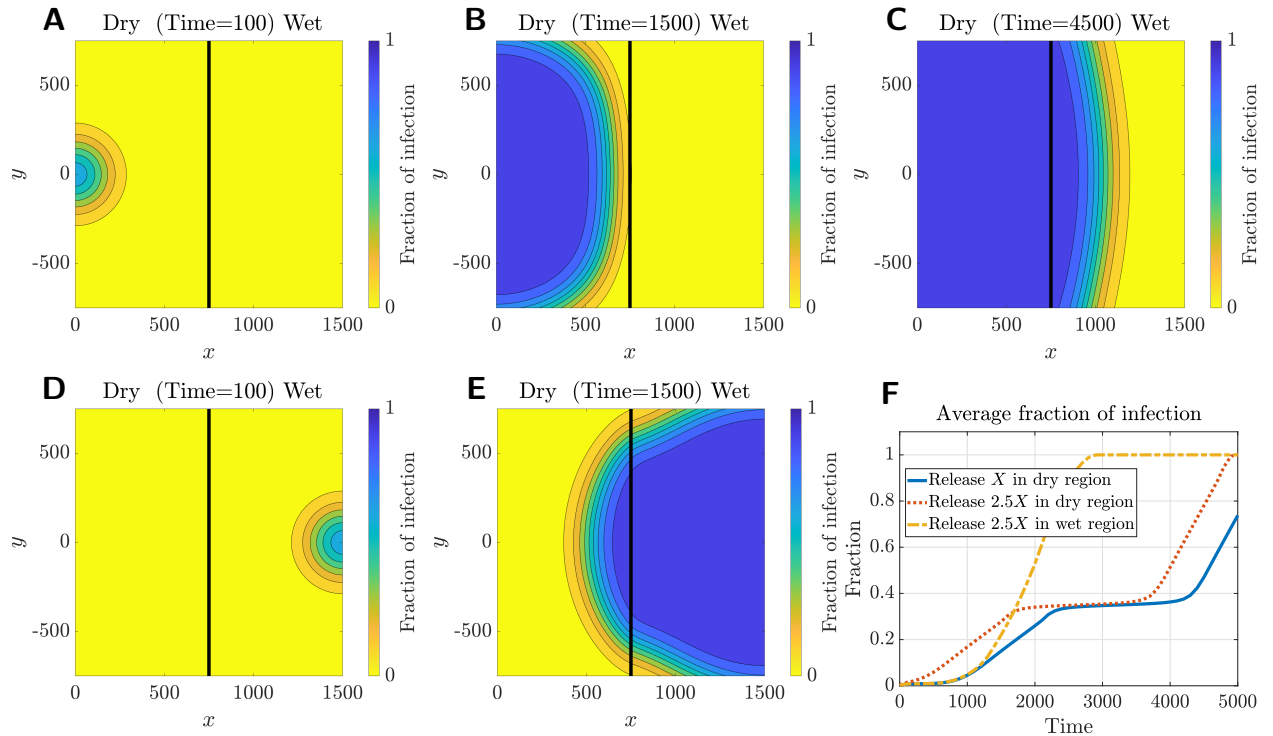 A
Dry (Time=100) Wet
500
0
-500
y
0
500
1000
1500
x
1
0
Fraction of infection
B
Dry (Time=1500) Wet
500
0
-500
y
0
500
1000
1500
x
1
0
Fraction of infection
C
Dry (Time=4500) Wet
500
0
-500
y
0
500
1000
1500
x
1
0
Fraction of infection
D
Dry (Time=100) Wet
500
0
-500
y
0
500
1000
1500
x
1
0
Fraction of infection
E
Dry (Time=1500) Wet
500
0
-500
y
0
500
1000
1500
x
1
0
Fraction of infection
F
Average fraction of infection
1
0.8
0.6
0.4
0.2
0
Fraction
Release X in dry region
Release 2.5X in dry region
Release 2.5X in wet region
0
1000
2000
3000
4000
5000
Time